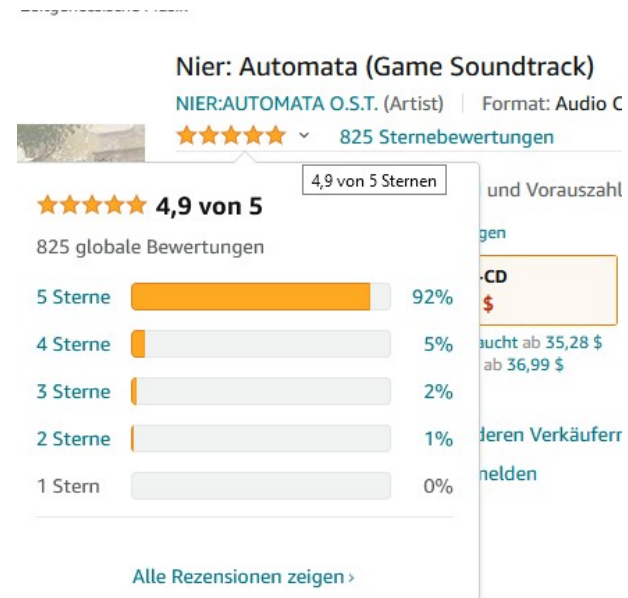 Nier: Automata (Game Soundtrack)
NIER:AUTOMATA O.S.T. (Artist) Format: Audio C
825 Sternebewertungen
4,9 von 5 Sternen
und Vorauszahl
4,9 von 5
825 globale Bewertungen
gen
5 Sterne 92%
-CD
$
4 Sterne 5%
aucht ab 35,28 $
ab 36,99 $
3 Sterne 2%
2 Sterne 1%
deren Verkäufern
1 Stern 0%
nelden
Alle Rezensionen zeigen ›